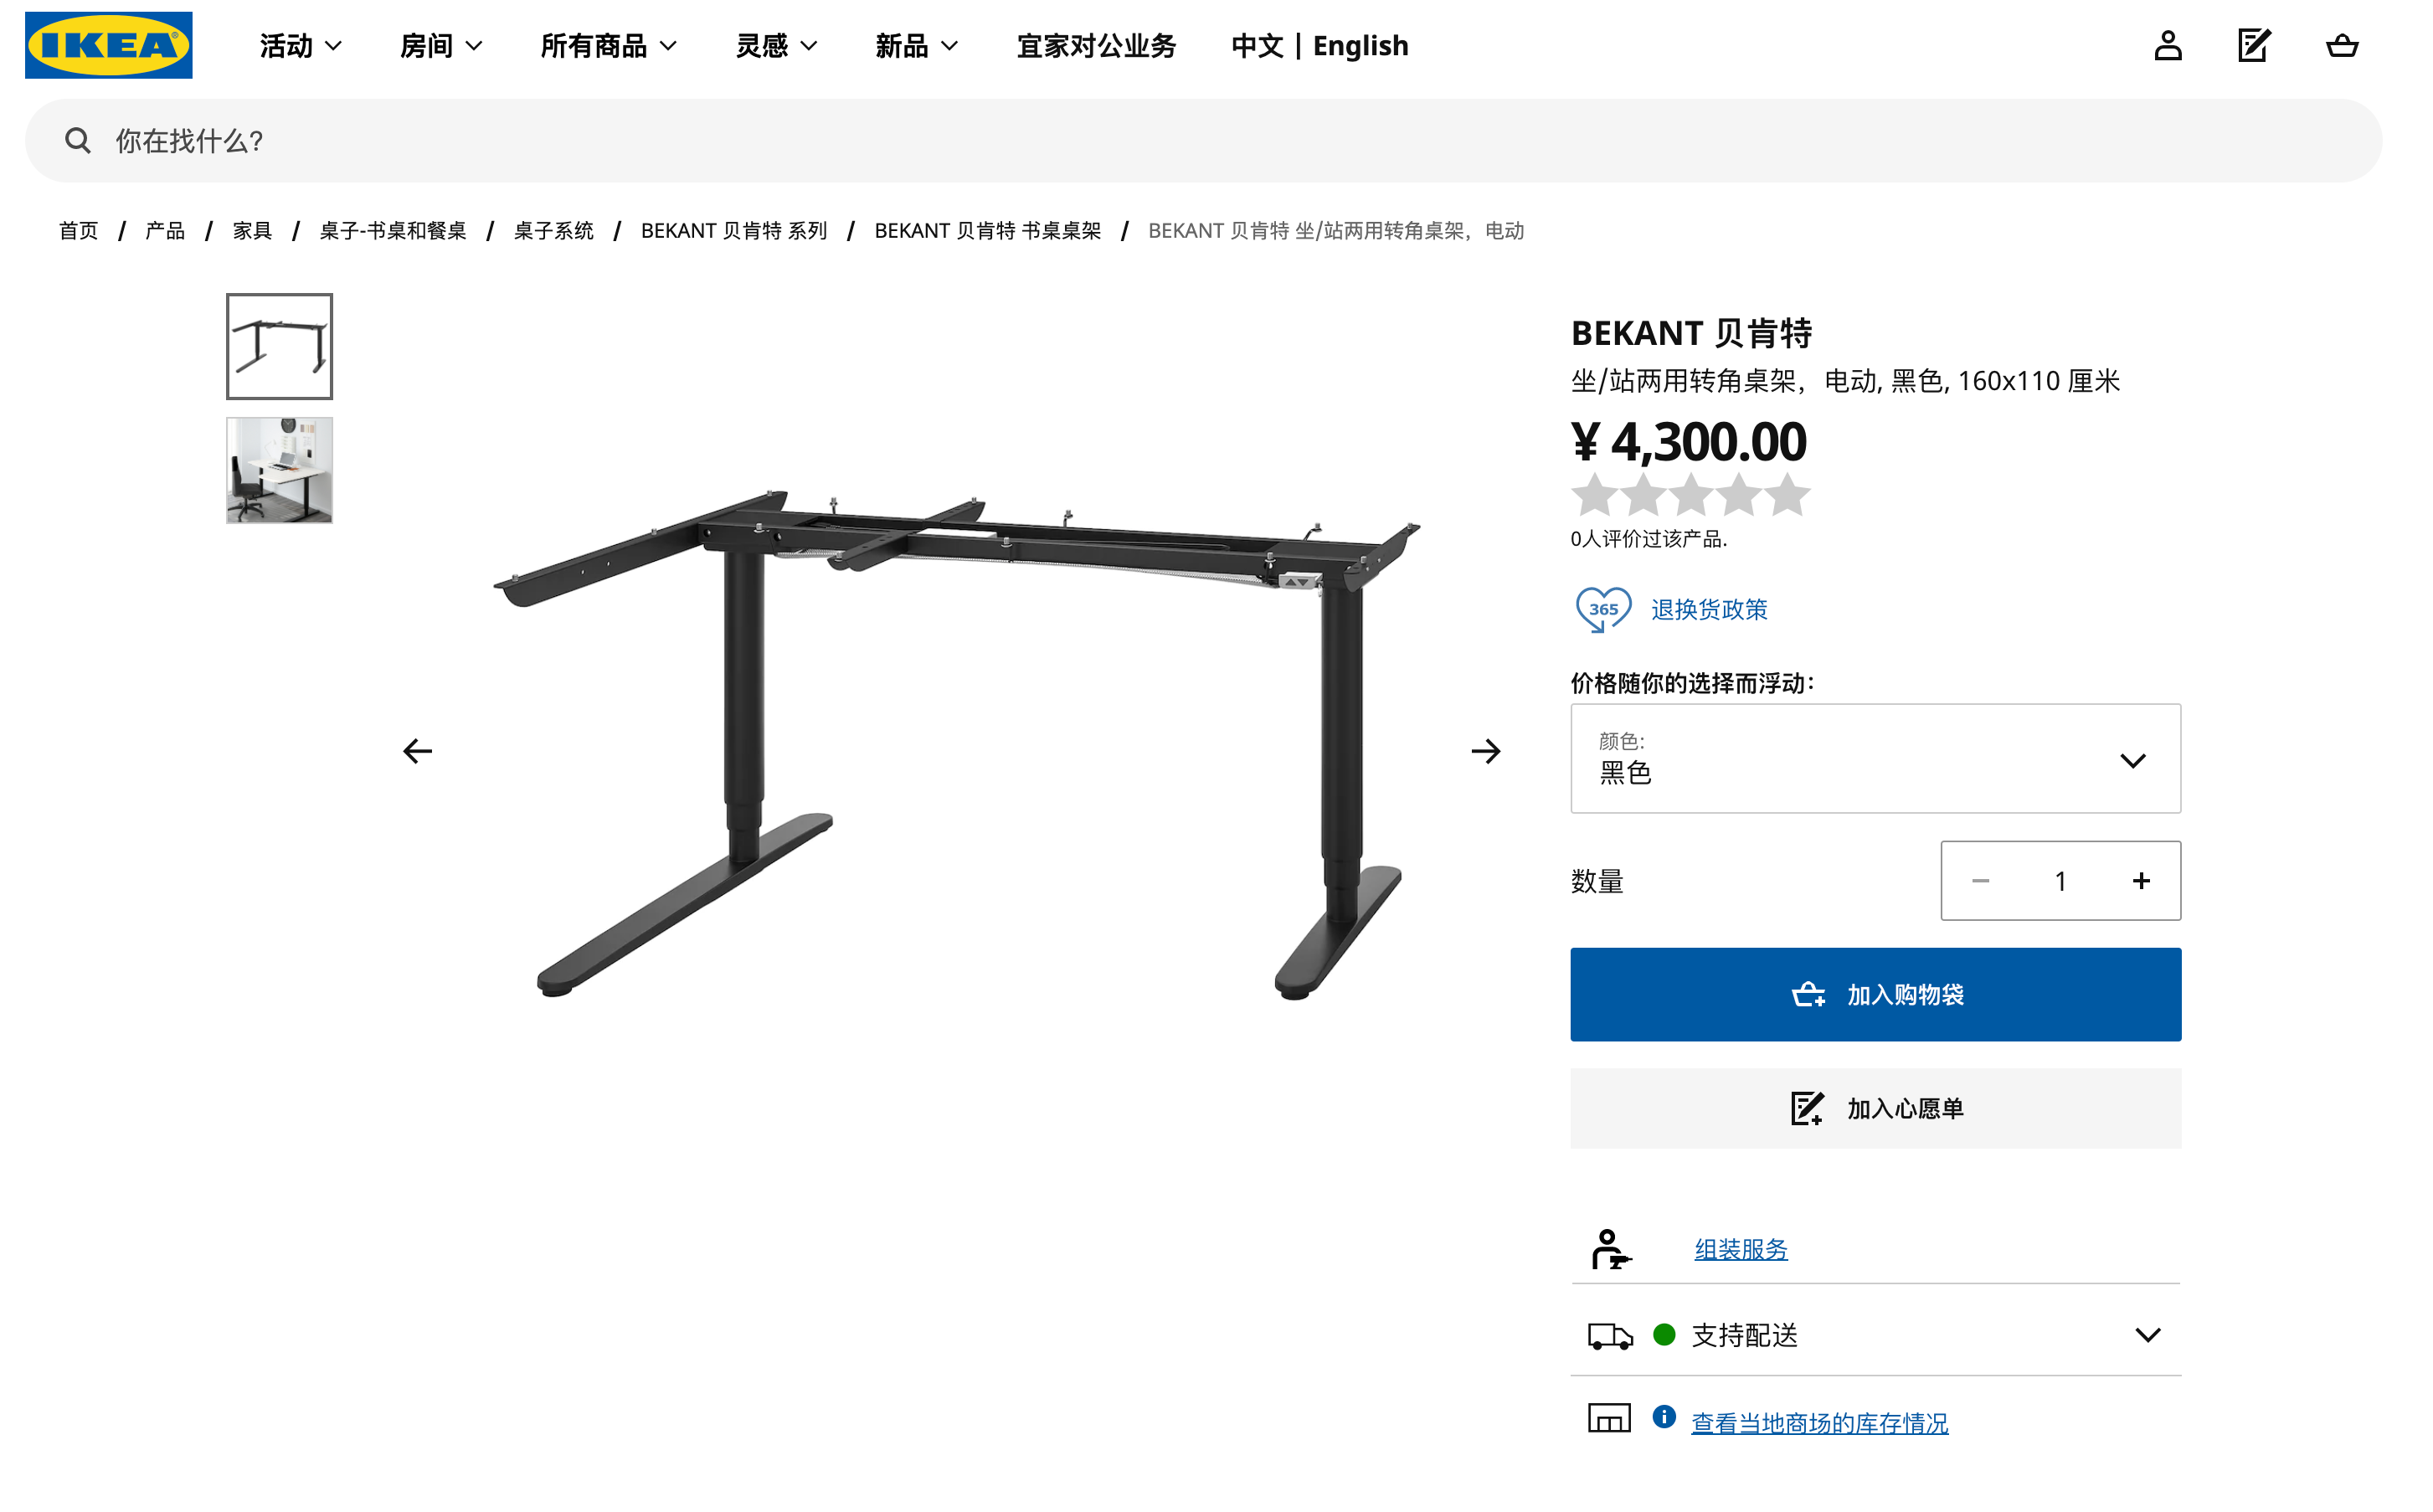 IKEA®
活动
房间
所有商品
灵感
新品
宜家对公业务
中文 | English
你在找什么?
首页 / 产品 / 家具 / 桌子-书桌和餐桌 / 桌子系统 / BEKANT 贝肯特 系列 / BEKANT 贝肯特 书桌桌架 / BEKANT 贝肯特 坐/站两用转角桌架，电动
BEKANT 贝肯特
坐/站两用转角桌架，电动, 黑色, 160x110 厘米
¥ 4,300.00
0人评价过该产品.
365
退换货政策
价格随你的选择而浮动：
颜色:
黑色
数量
− 1 +
加入购物袋
加入心愿单
组装服务
支持配送
查看当地商场的库存情况